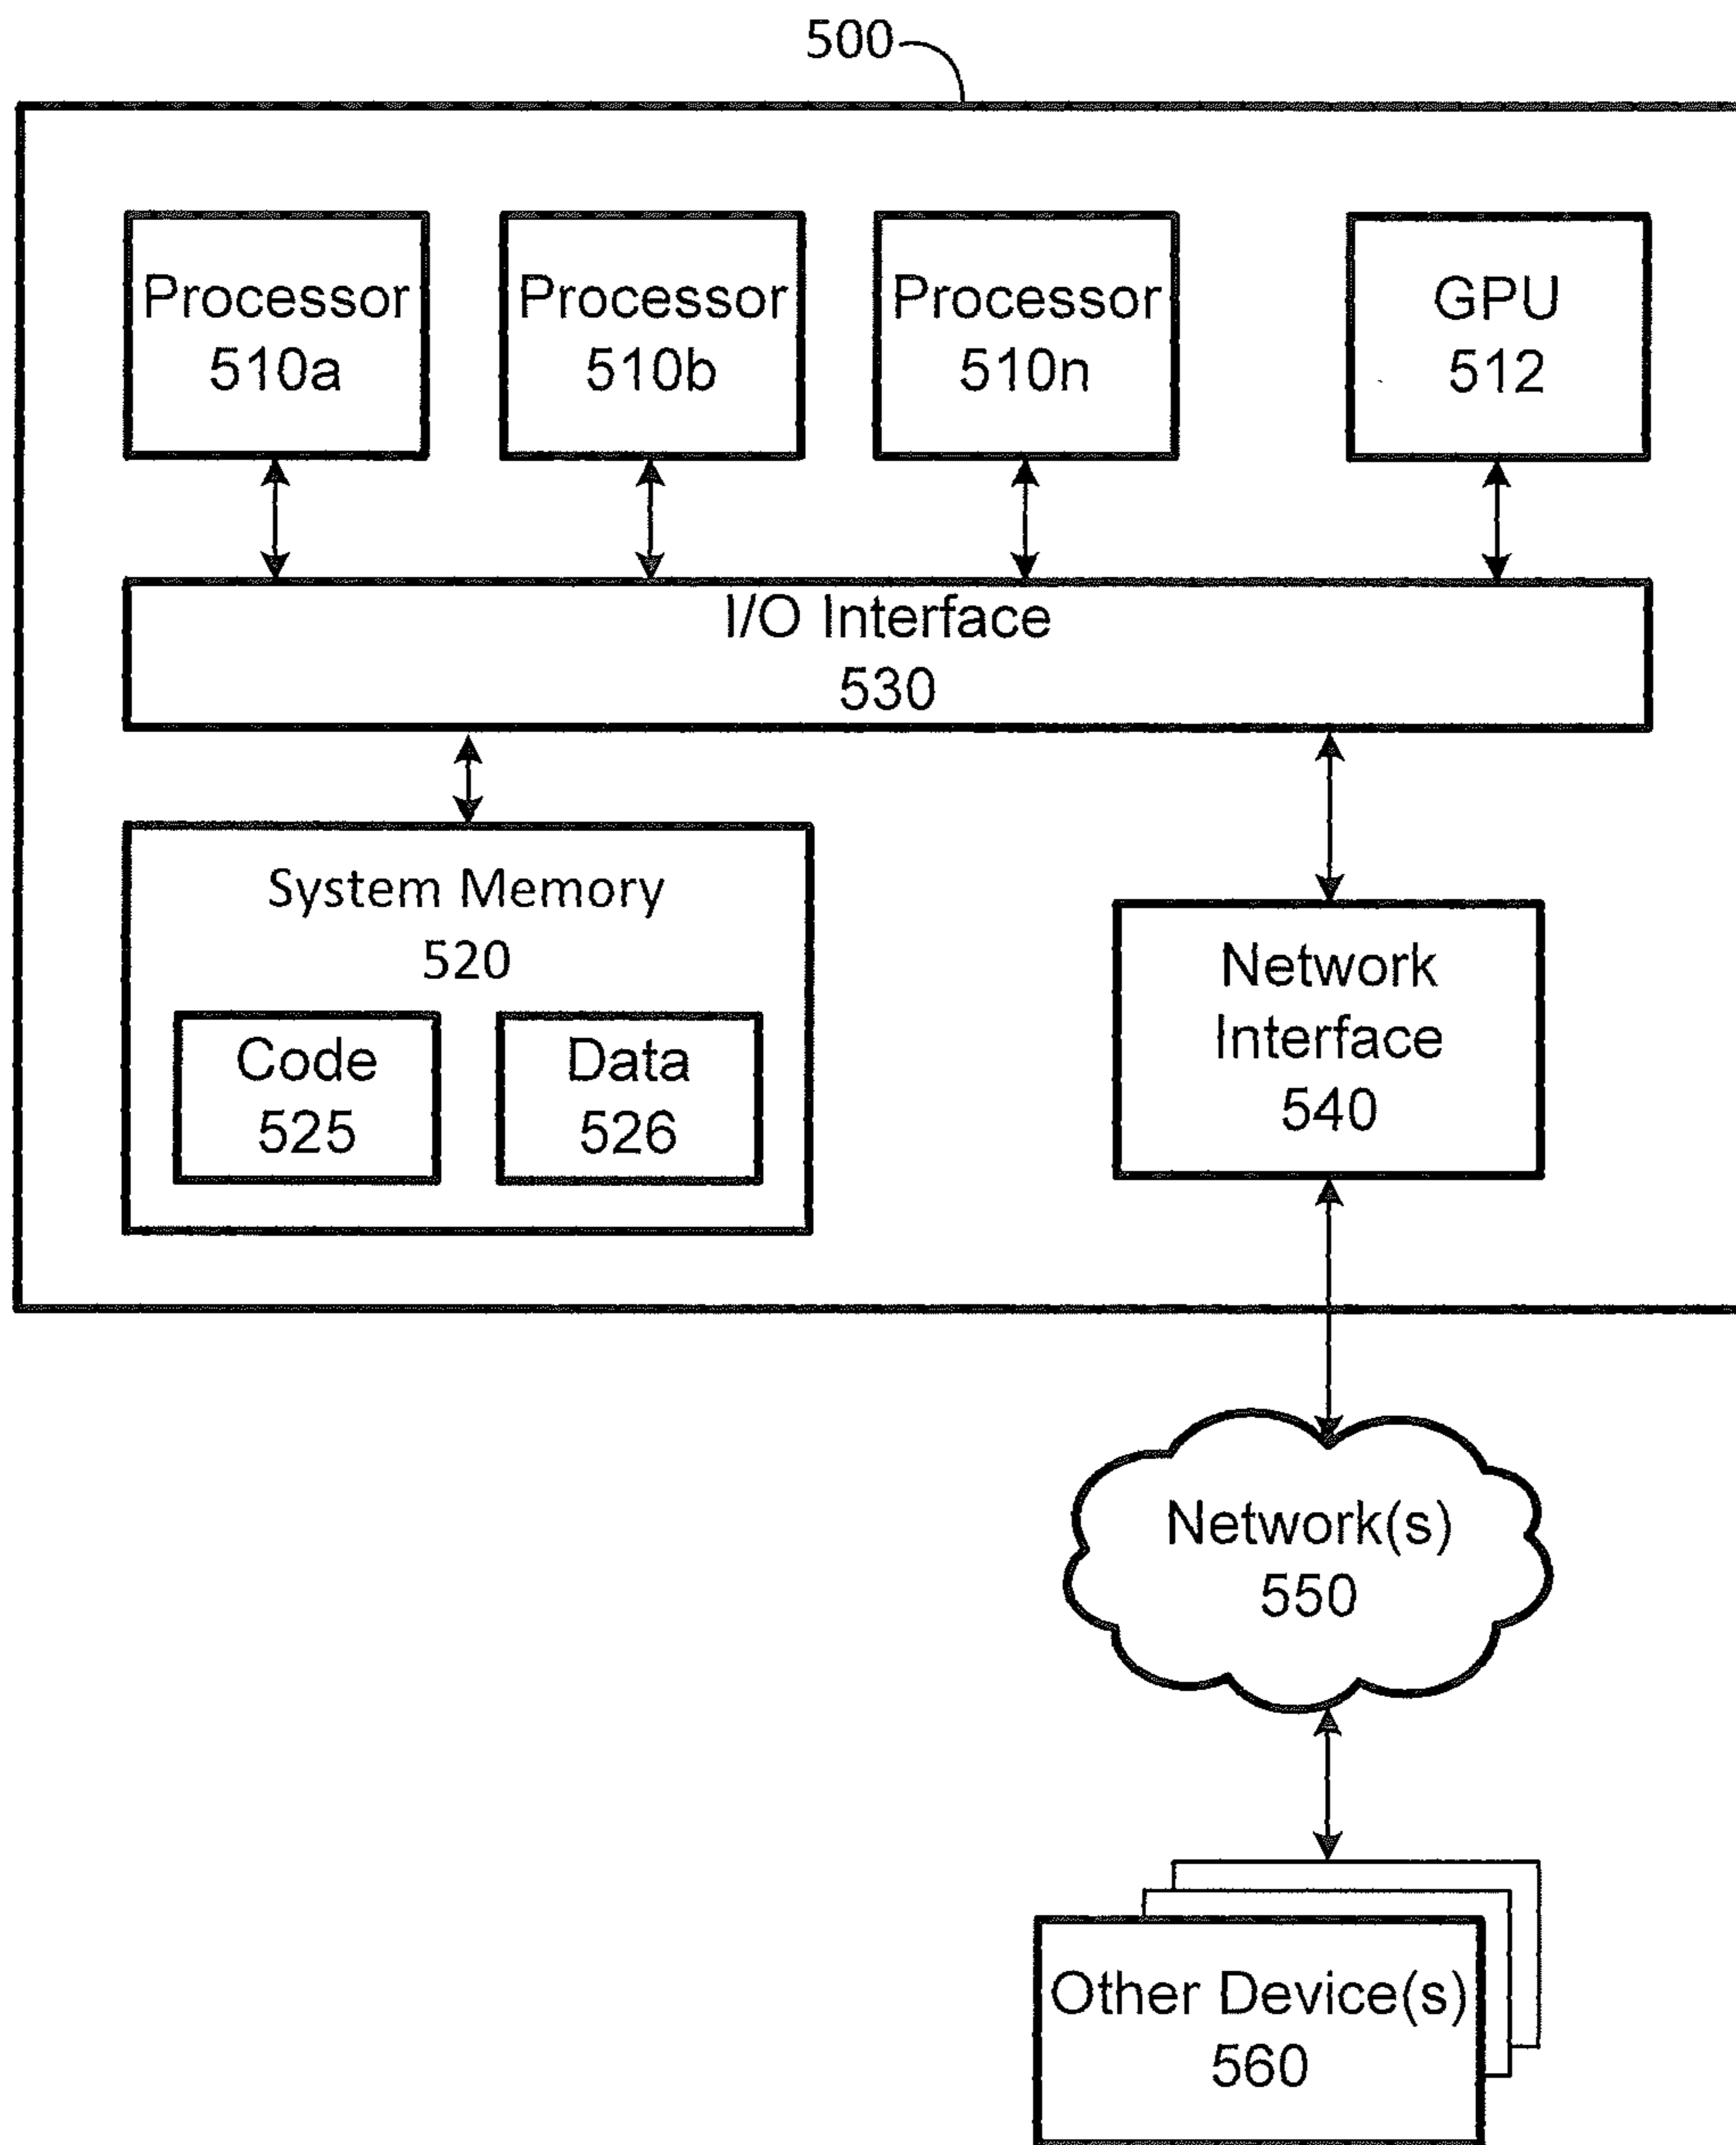 500
Processor
510a
Processor
510b
Processor
510n
GPU
512
I/O Interface
530
System Memory
520
Code
525
Data
526
Network
Interface
540
Network(s)
550
Other Device(s)
560